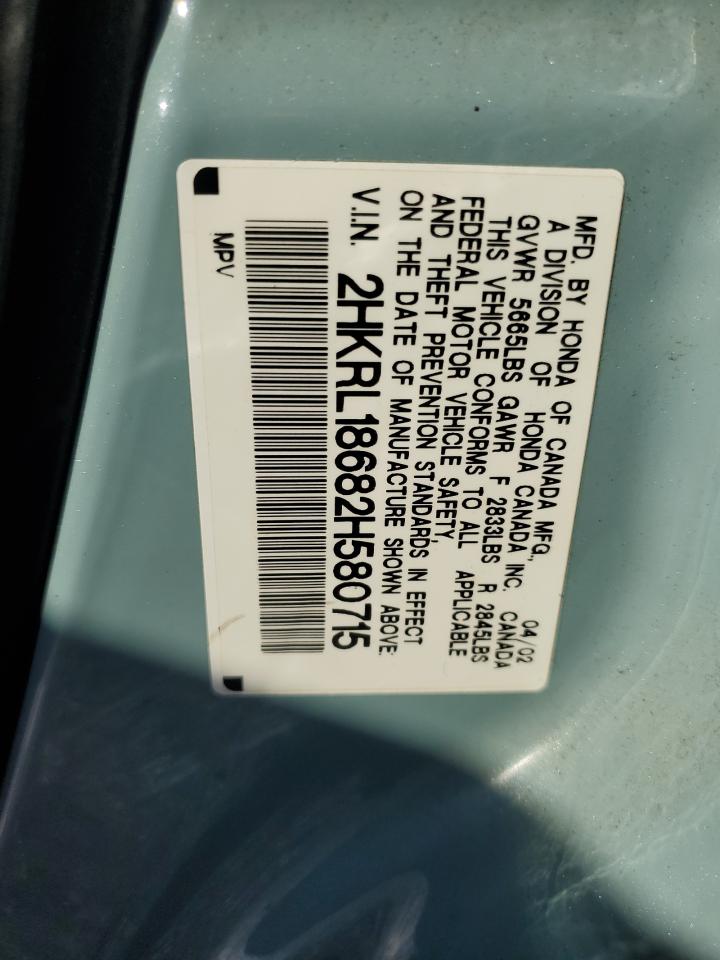 MFD. BY HONDA OF CANADA MFG., 04/02
A DIVISION OF HONDA CANADA INC. CANADA
GVWR 5665LBS GAWR F 2833LBS R 2845LBS
THIS VEHICLE CONFORMS TO ALL APPLICABLE
FEDERAL MOTOR VEHICLE SAFETY,
AND THEFT PREVENTION STANDARDS IN EFFECT
ON THE DATE OF MANUFACTURE SHOWN ABOVE.
V.I.N. 2HKRL18682H580715
MPV